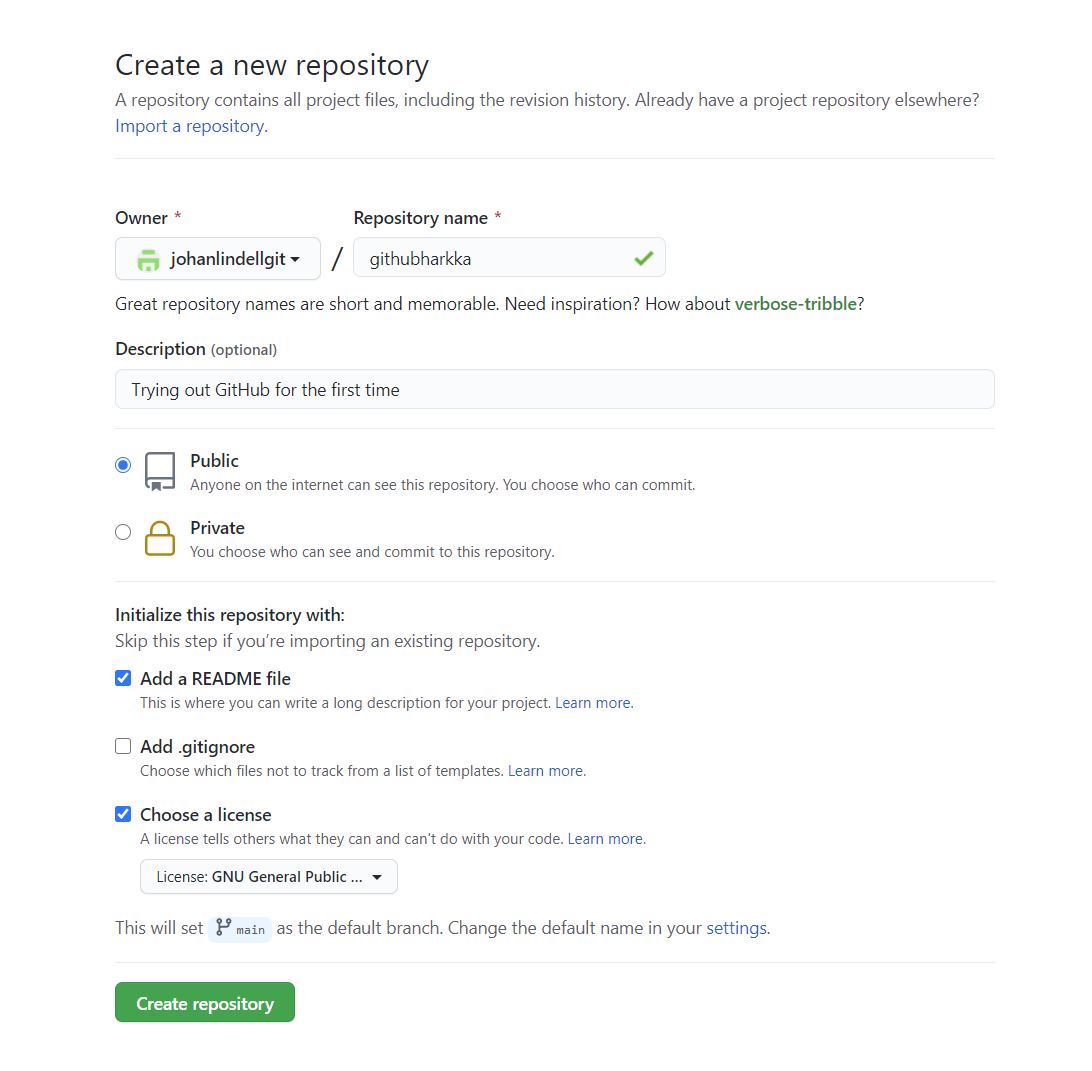 Create a new repository
A repository contains all project files, including the revision history. Already have a project repository elsewhere?
Import a repository.
Owner * Repository name *
johanlindellgit / githubharkka
Great repository names are short and memorable. Need inspiration? How about verbose-tribble?
Description (optional)
Trying out GitHub for the first time
Public
Anyone on the internet can see this repository. You choose who can commit.
Private
You choose who can see and commit to this repository.
Initialize this repository with:
Skip this step if you’re importing an existing repository.
Add a README file
This is where you can write a long description for your project. Learn more.
Add .gitignore
Choose which files not to track from a list of templates. Learn more.
Choose a license
A license tells others what they can and can't do with your code. Learn more.
License: GNU General Public ...
This will set main as the default branch. Change the default name in your settings.
Create repository